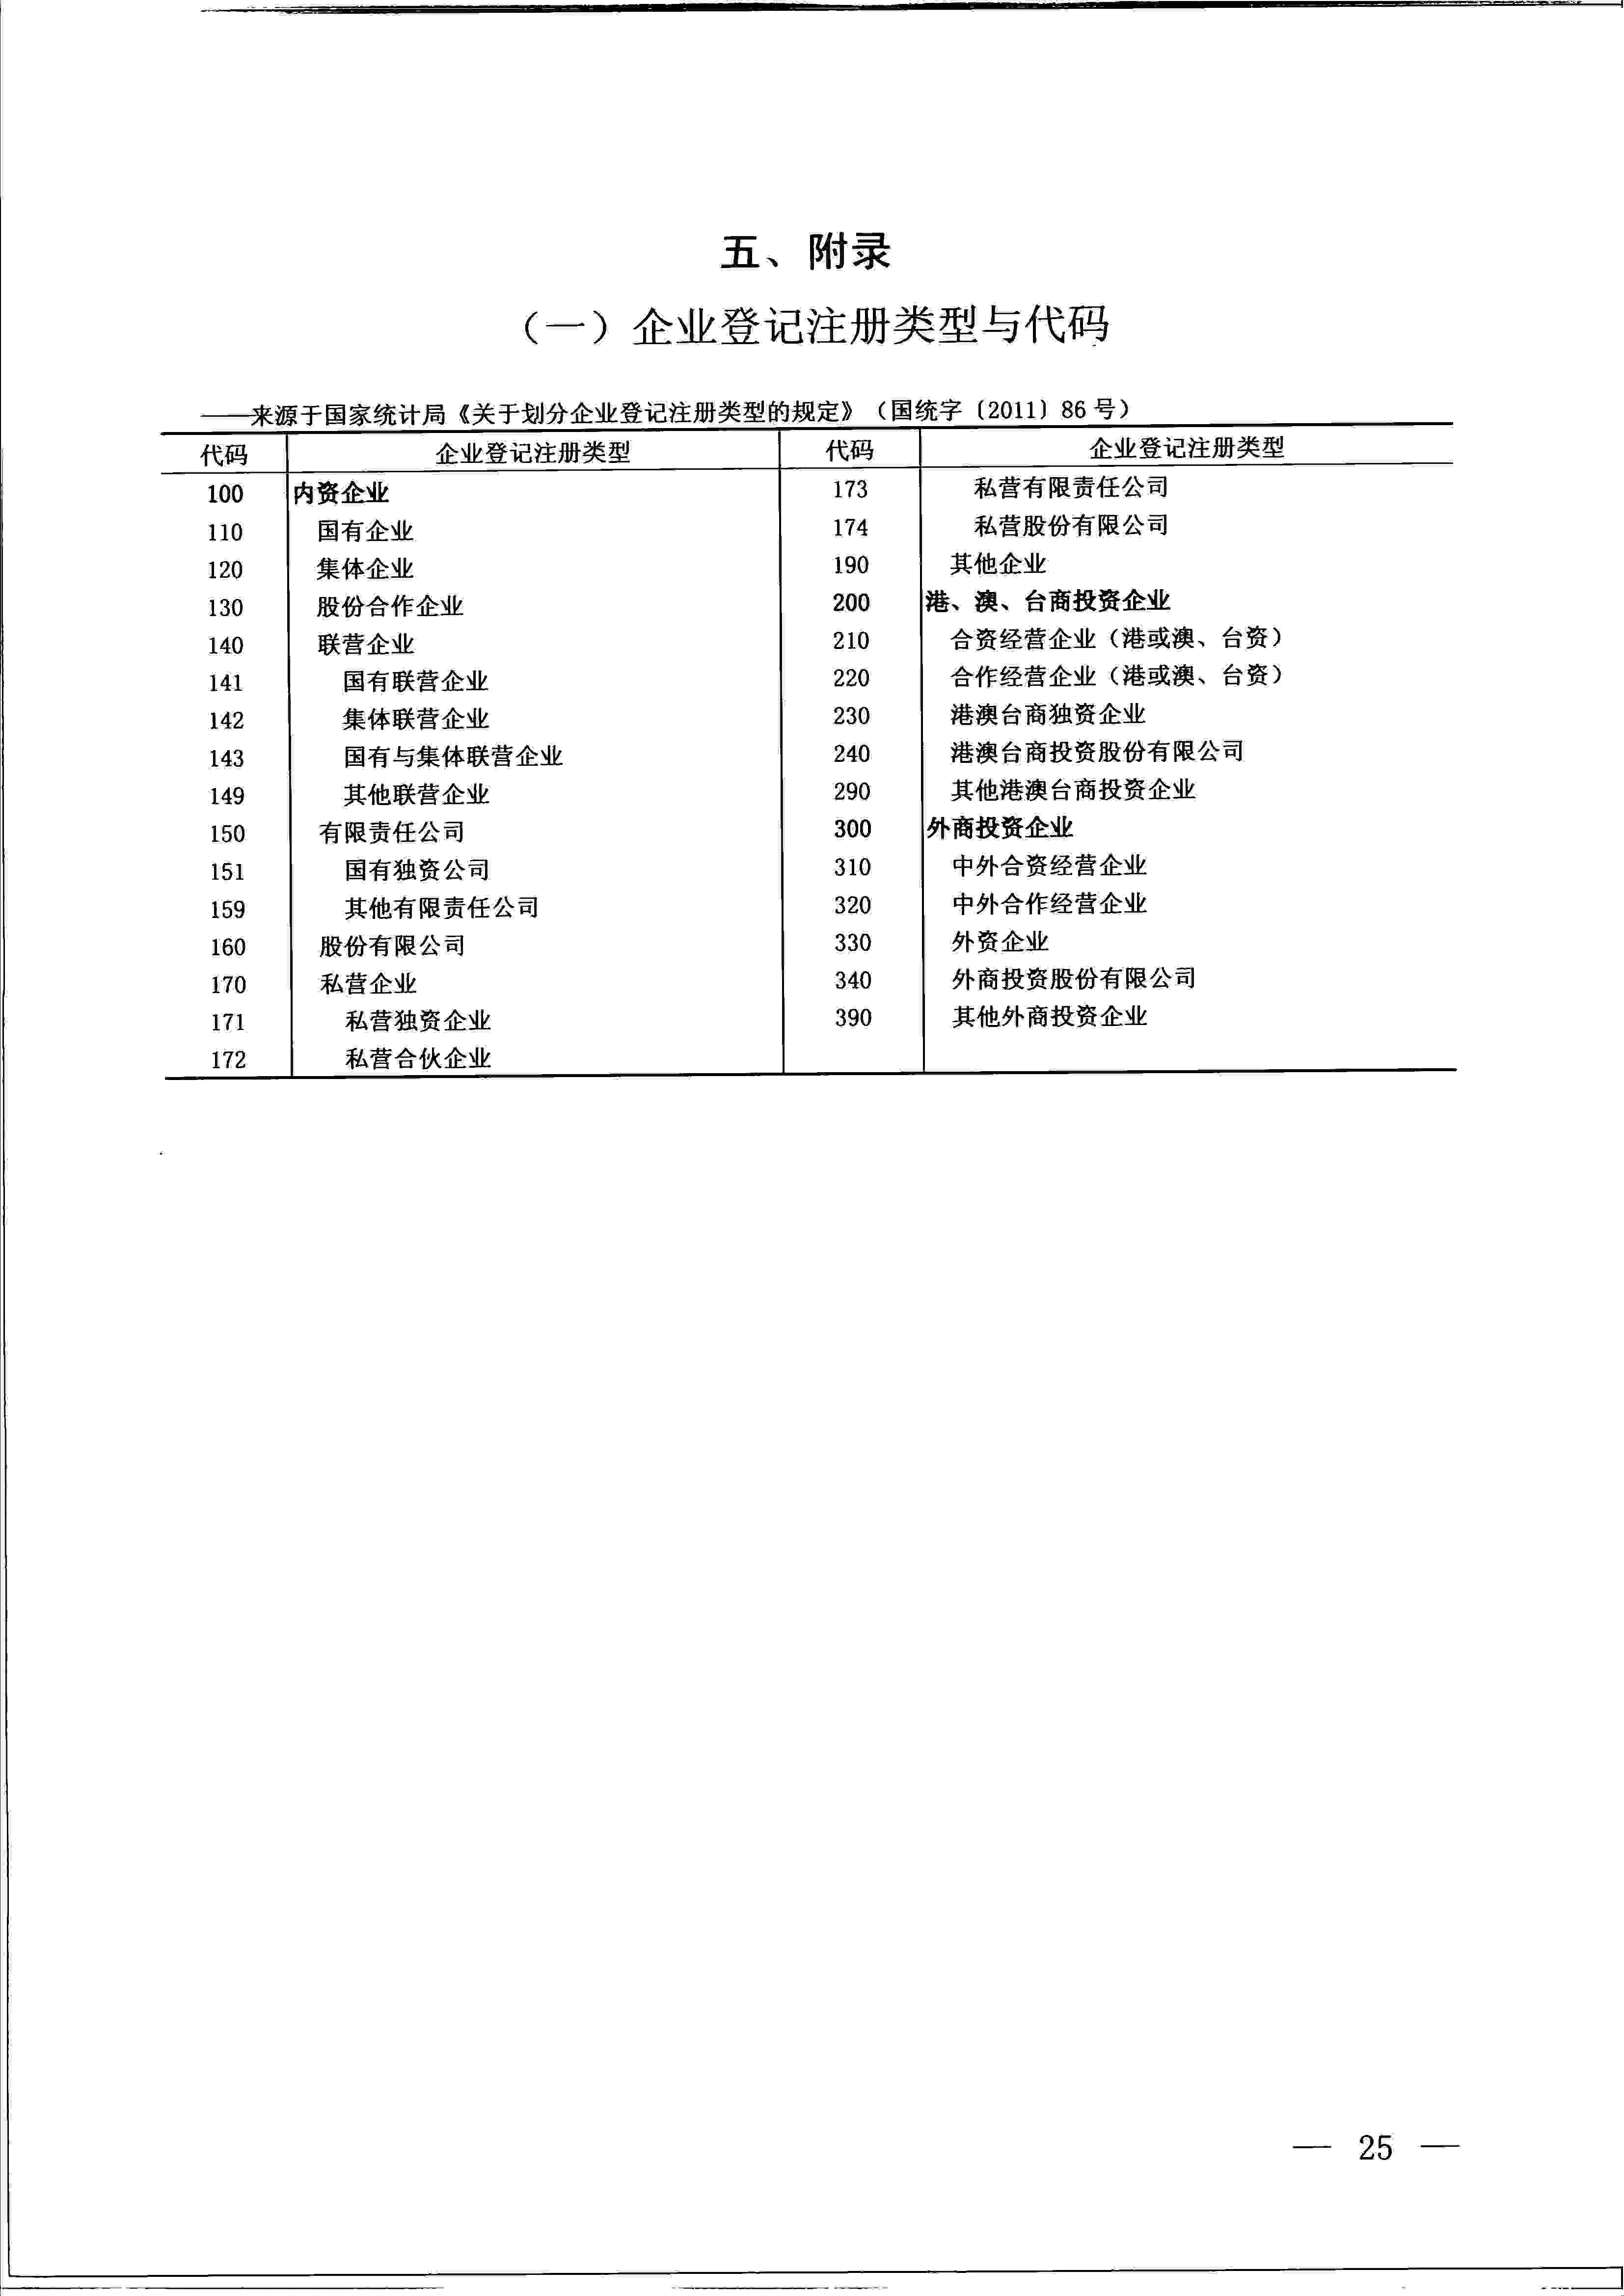 五、附录
（一）企业登记注册类型与代码
——来源于国家统计局《关于划分企业登记注册类型的规定》（国统字〔2011〕86号）
代码 企业登记注册类型 代码 企业登记注册类型
100 内资企业 173 私营有限责任公司
110 国有企业 174 私营股份有限公司
120 集体企业 190 其他企业
130 股份合作企业 200 港、澳、台商投资企业
140 联营企业 210 合资经营企业（港或澳、台资）
141 国有联营企业 220 合作经营企业（港或澳、台资）
142 集体联营企业 230 港澳台商独资企业
143 国有与集体联营企业 240 港澳台商投资股份有限公司
149 其他联营企业 290 其他港澳台商投资企业
150 有限责任公司 300 外商投资企业
151 国有独资公司 310 中外合资经营企业
159 其他有限责任公司 320 中外合作经营企业
160 股份有限公司 330 外资企业
170 私营企业 340 外商投资股份有限公司
171 私营独资企业 390 其他外商投资企业
172 私营合伙企业
— 25 —